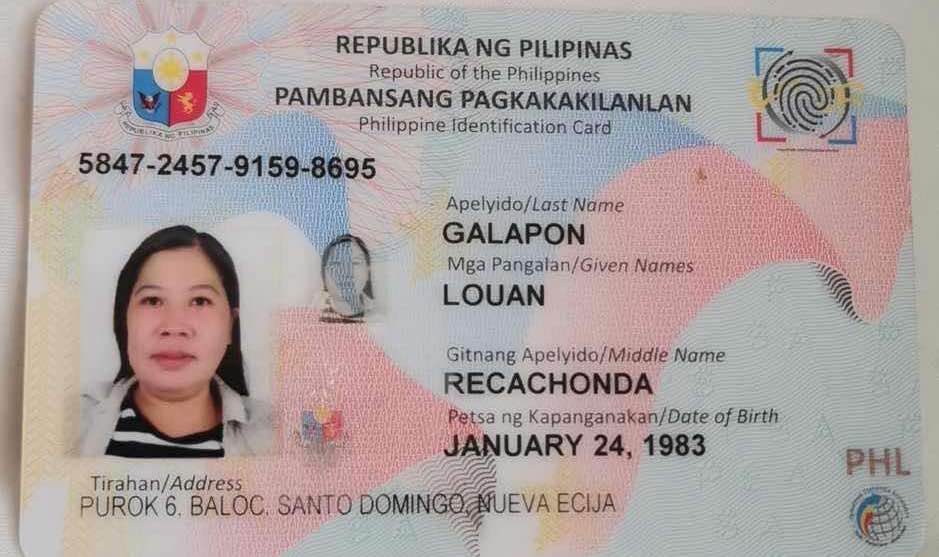 REPUBLIKA NG PILIPINAS
Republic of the Philippines
PAMBANSANG PAGKAKAKILANLAN
Philippine Identification Card
REPUBLIKA NG PILIPINAS
5847-2457-9159-8695
Apelyido/Last Name
GALAPON
Mga Pangalan/Given Names
LOUAN
Gitnang Apelyido/Middle Name
RECACHONDA
Petsa ng Kapanganakan/Date of Birth
JANUARY 24, 1983
PHL
Tirahan/Address
PUROK 6, BALOC, SANTO DOMINGO, NUEVA ECIJA